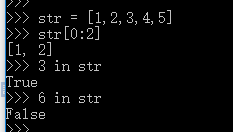 >>> str = [1,2,3,4,5]
>>> str[0:2]
[1, 2]
>>> 3 in str
True
>>> 6 in str
False
>>>